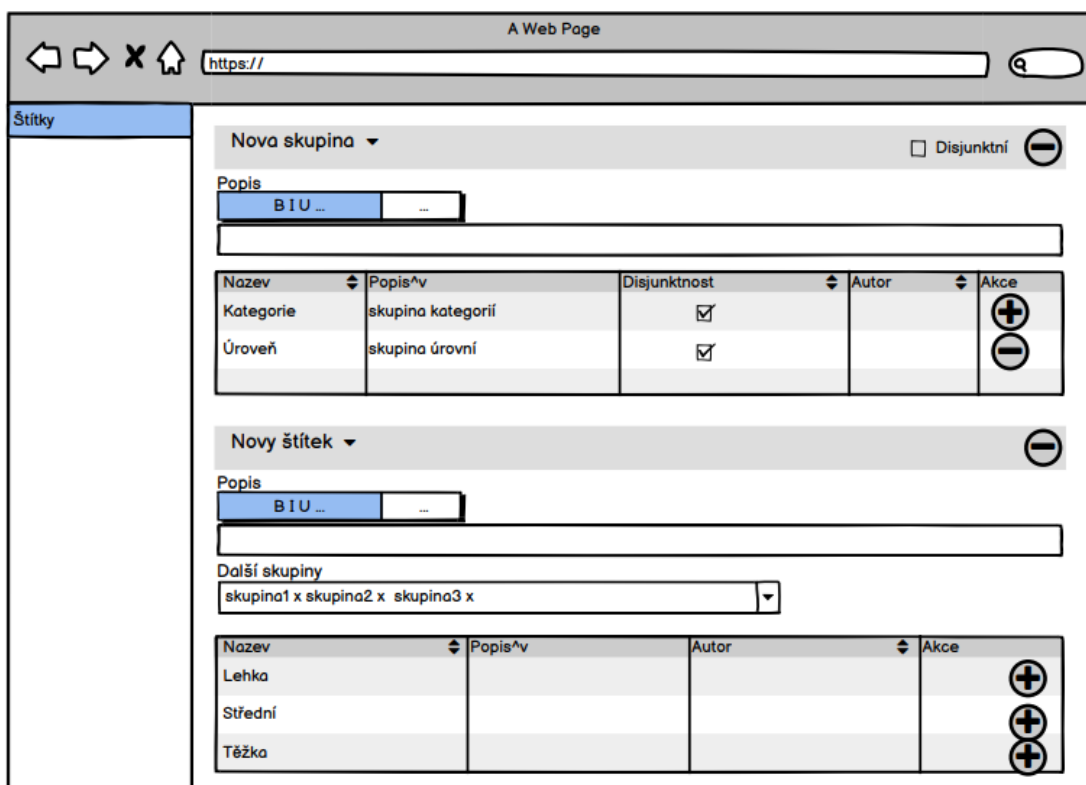 A Web Page
https://
Štítky
Nova skupina
Disjunktní
Popis
B I U ...
...
Nazev Popis^v Disjunktnost Autor Akce
Kategorie skupina kategorií
Úroveň skupina úrovní
Novy štítek
Popis
B I U ...
...
Další skupiny
skupina1 x skupina2 x skupina3 x
Nazev Popis^v Autor Akce
Lehka
Střední
Těžka